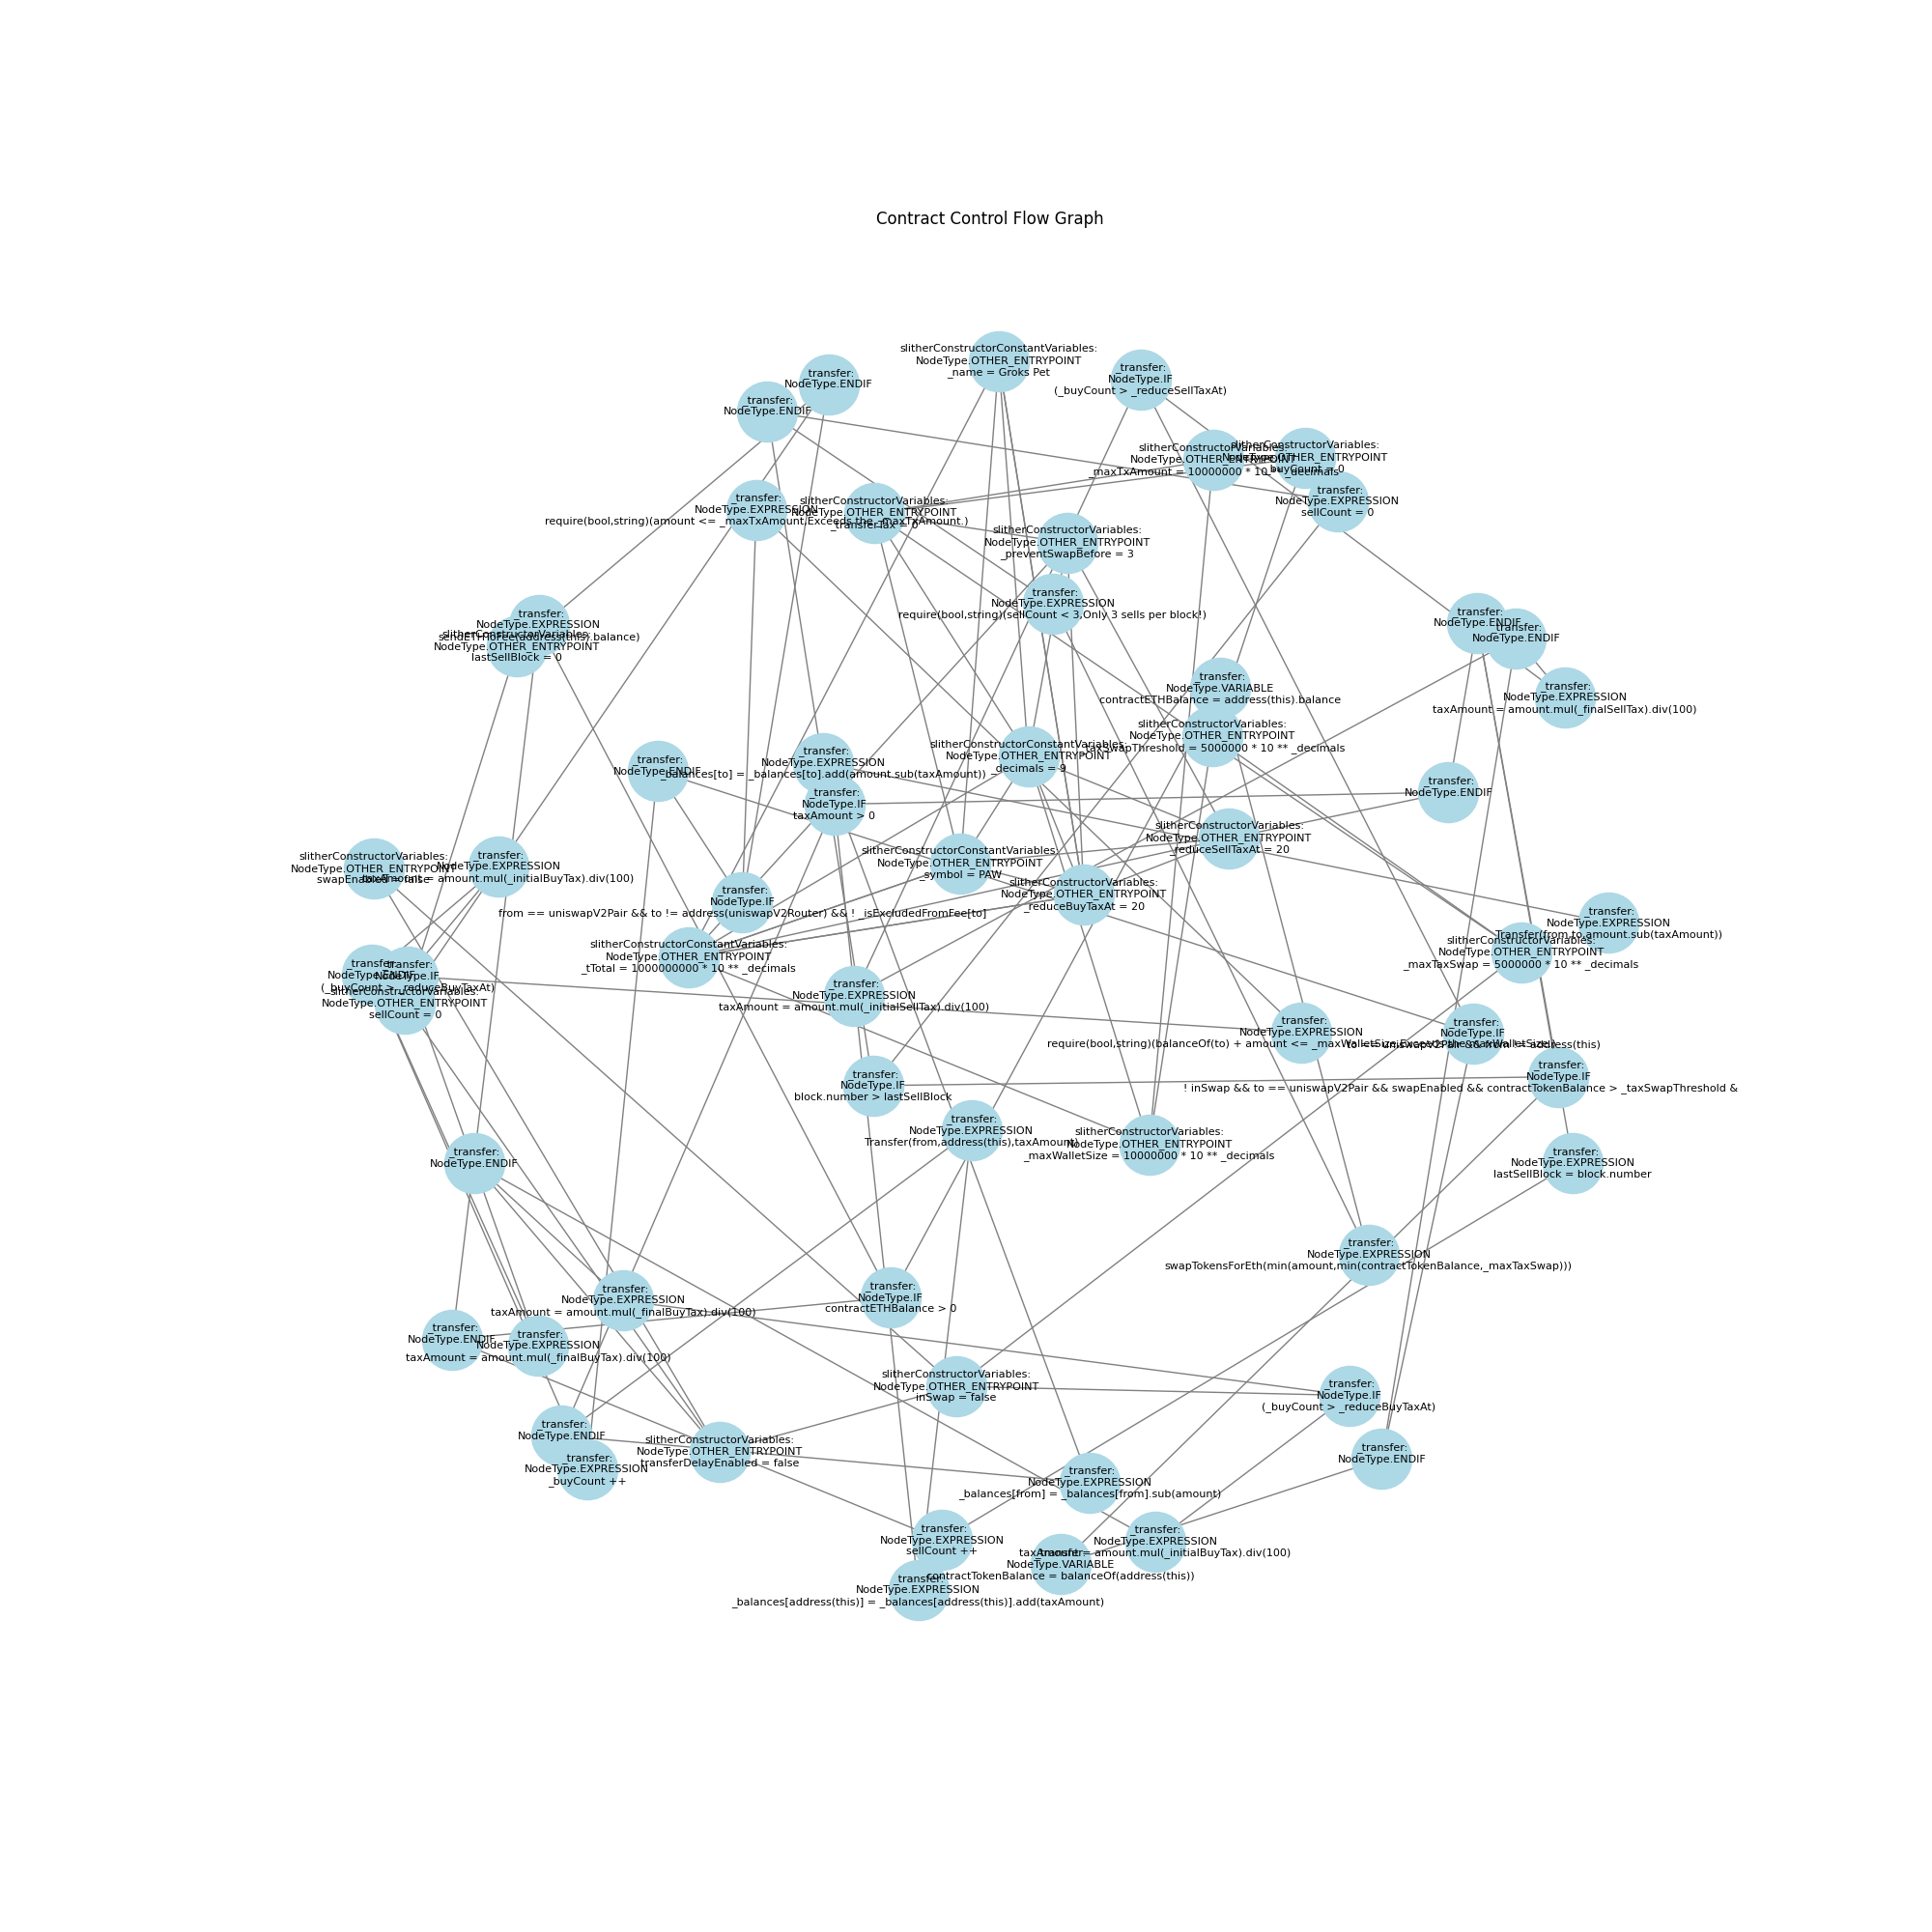 Contract Control Flow Graph
slitherConstructorConstantVariables:
NodeType.OTHER_ENTRYPOINT
_name = Groks Pet
_transfer:
NodeType.ENDIF
_transfer:
NodeType.IF
(_buyCount > _reduceSellTaxAt)
_transfer:
NodeType.ENDIF
slitherConstructorVariables:
NodeType.OTHER_ENTRYPOINT
_maxTxAmount = 10000000 * 10 ** _decimals
slitherConstructorVariables:
NodeType.OTHER_ENTRYPOINT
_buyCount = 0
_transfer:
NodeType.EXPRESSION
sellCount = 0
_transfer:
NodeType.EXPRESSION
require(bool,string)(amount <= _maxTxAmount,Exceeds the _maxTxAmount.)
slitherConstructorVariables:
NodeType.OTHER_ENTRYPOINT
_transferTax = 0
slitherConstructorVariables:
NodeType.OTHER_ENTRYPOINT
_preventSwapBefore = 3
_transfer:
NodeType.EXPRESSION
require(bool,string)(sellCount < 3,Only 3 sells per block!)
_transfer:
NodeType.EXPRESSION
sendETHToFee(address(this).balance)
slitherConstructorVariables:
NodeType.OTHER_ENTRYPOINT
lastSellBlock = 0
_transfer:
NodeType.ENDIF
_transfer:
NodeType.ENDIF
_transfer:
NodeType.EXPRESSION
taxAmount = amount.mul(_finalSellTax).div(100)
_transfer:
NodeType.VARIABLE
contractETHBalance = address(this).balance
slitherConstructorVariables:
NodeType.OTHER_ENTRYPOINT
_taxSwapThreshold = 5000000 * 10 ** _decimals
_transfer:
NodeType.ENDIF
_transfer:
NodeType.EXPRESSION
_balances[to] = _balances[to].add(amount.sub(taxAmount))
slitherConstructorConstantVariables:
NodeType.OTHER_ENTRYPOINT
_decimals = 9
_transfer:
NodeType.IF
taxAmount > 0
_transfer:
NodeType.ENDIF
slitherConstructorVariables:
NodeType.OTHER_ENTRYPOINT
_reduceSellTaxAt = 20
slitherConstructorVariables:
NodeType.OTHER_ENTRYPOINT
swapEnabled = false
_transfer:
NodeType.EXPRESSION
taxAmount = amount.mul(_initialBuyTax).div(100)
slitherConstructorConstantVariables:
NodeType.OTHER_ENTRYPOINT
_symbol = PAW
_transfer:
NodeType.IF
from == uniswapV2Pair && to != address(uniswapV2Router) && ! _isExcludedFromFee[to]
slitherConstructorVariables:
NodeType.OTHER_ENTRYPOINT
_reduceBuyTaxAt = 20
_transfer:
NodeType.EXPRESSION
Transfer(from,to,amount.sub(taxAmount))
slitherConstructorVariables:
NodeType.OTHER_ENTRYPOINT
_maxTaxSwap = 5000000 * 10 ** _decimals
slitherConstructorConstantVariables:
NodeType.OTHER_ENTRYPOINT
_tTotal = 1000000000 * 10 ** _decimals
_transfer:
NodeType.ENDIF
_transfer:
NodeType.IF
(_buyCount > _reduceBuyTaxAt)
slitherConstructorVariables:
NodeType.OTHER_ENTRYPOINT
sellCount = 0
_transfer:
NodeType.EXPRESSION
taxAmount = amount.mul(_initialSellTax).div(100)
_transfer:
NodeType.EXPRESSION
require(bool,string)(balanceOf(to) + amount <= _maxWalletSize,Exceeds the maxWalletSize.)
_transfer:
NodeType.IF
to == uniswapV2Pair && from != address(this)
_transfer:
NodeType.IF
! inSwap && to == uniswapV2Pair && swapEnabled && contractTokenBalance > _taxSwapThreshold &
_transfer:
NodeType.IF
block.number > lastSellBlock
_transfer:
NodeType.EXPRESSION
Transfer(from,address(this),taxAmount)
slitherConstructorVariables:
NodeType.OTHER_ENTRYPOINT
_maxWalletSize = 10000000 * 10 ** _decimals
_transfer:
NodeType.ENDIF
_transfer:
NodeType.EXPRESSION
lastSellBlock = block.number
_transfer:
NodeType.EXPRESSION
swapTokensForEth(min(amount,min(contractTokenBalance,_maxTaxSwap)))
_transfer:
NodeType.EXPRESSION
taxAmount = amount.mul(_finalBuyTax).div(100)
_transfer:
NodeType.IF
contractETHBalance > 0
_transfer:
NodeType.ENDIF
_transfer:
NodeType.EXPRESSION
taxAmount = amount.mul(_finalBuyTax).div(100)
slitherConstructorVariables:
NodeType.OTHER_ENTRYPOINT
inSwap = false
_transfer:
NodeType.IF
(_buyCount > _reduceBuyTaxAt)
_transfer:
NodeType.ENDIF
slitherConstructorVariables:
NodeType.OTHER_ENTRYPOINT
transferDelayEnabled = false
_transfer:
NodeType.ENDIF
_transfer:
NodeType.EXPRESSION
_buyCount ++
_transfer:
NodeType.EXPRESSION
_balances[from] = _balances[from].sub(amount)
_transfer:
NodeType.EXPRESSION
sellCount ++
_transfer:
NodeType.EXPRESSION
taxAmount = amount.mul(_initialBuyTax).div(100)
_transfer:
NodeType.VARIABLE
contractTokenBalance = balanceOf(address(this))
_transfer:
NodeType.EXPRESSION
_balances[address(this)] = _balances[address(this)].add(taxAmount)